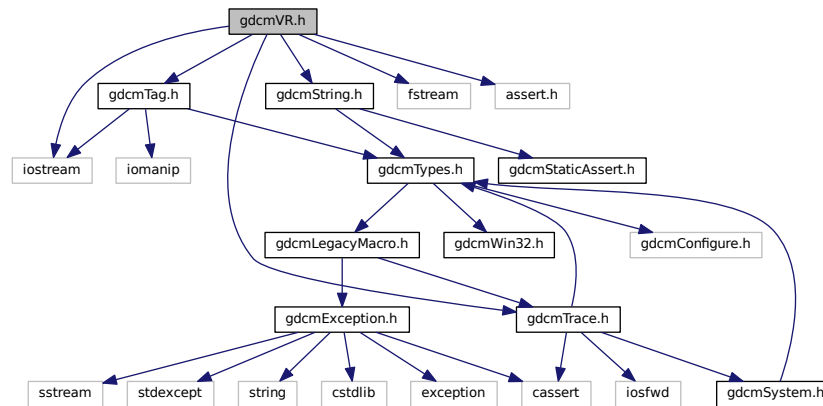 gdcmVR.h
gdcmTag.h
gdcmString.h
fstream
assert.h
iostream
iomanip
gdcmTypes.h
gdcmStaticAssert.h
gdcmLegacyMacro.h
gdcmWin32.h
gdcmConfigure.h
gdcmException.h
gdcmTrace.h
sstream
stdexcept
string
cstdlib
exception
cassert
iosfwd
gdcmSystem.h